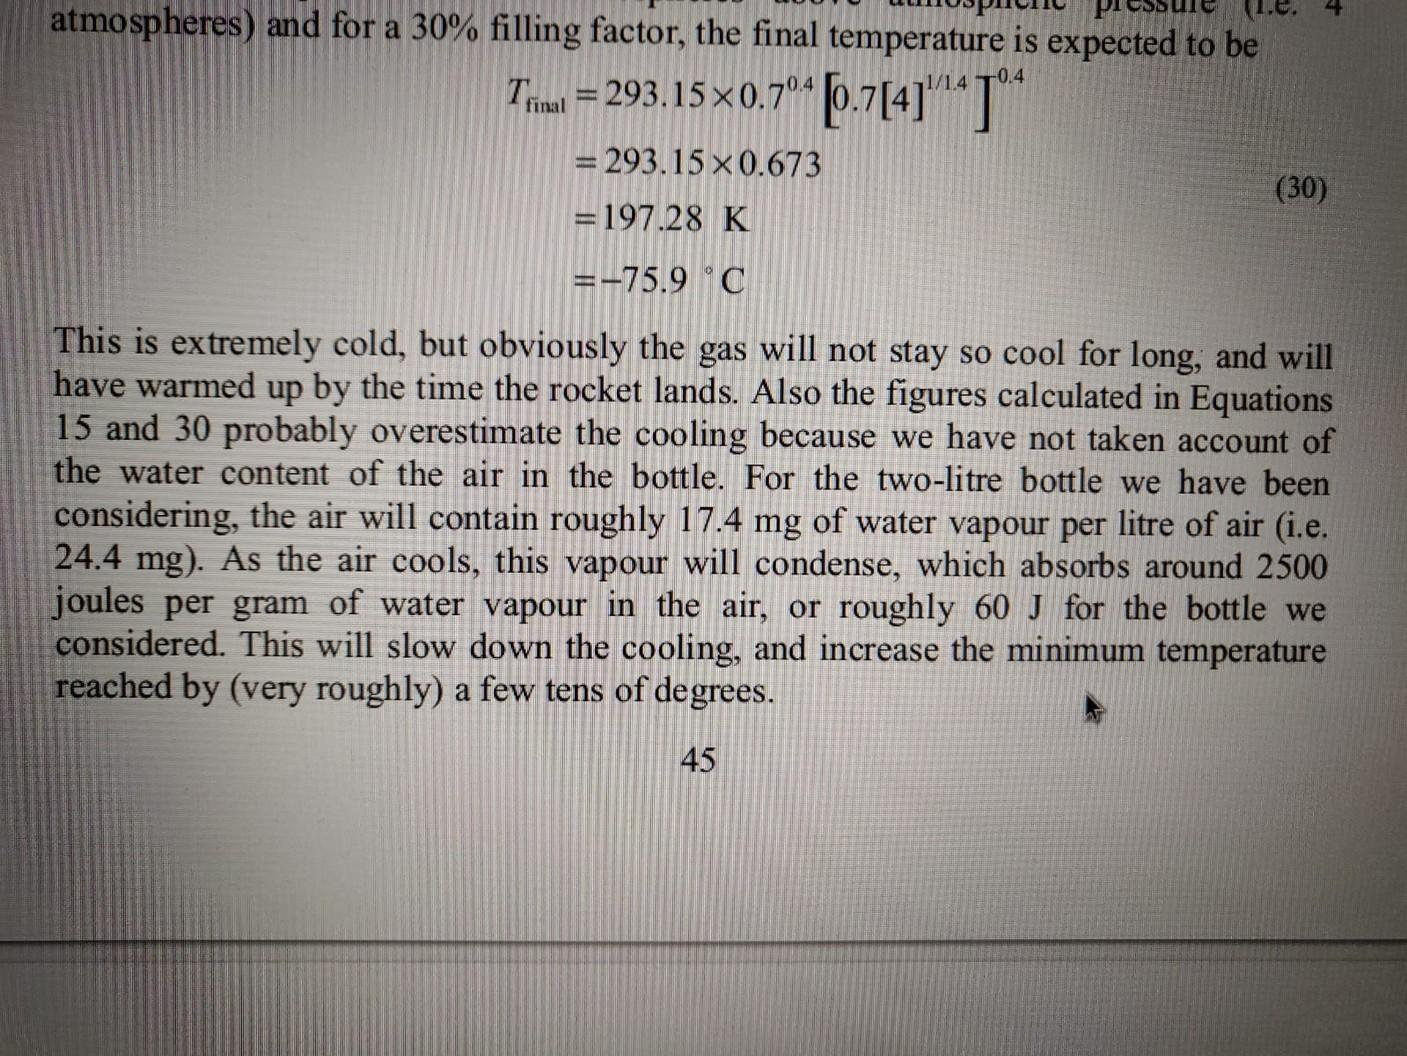 atmospheric pressure (i.e. 4
atmospheres) and for a 30% filling factor, the final temperature is expected to be
T_final = 293.15 × 0.7^0.4 [0.7[4]^1/1.4]^−0.4
= 293.15 × 0.673
(30)
= 197.28 K
= −75.9 °C
This is extremely cold, but obviously the gas will not stay so cool for long, and will
have warmed up by the time the rocket lands. Also the figures calculated in Equations
15 and 30 probably overestimate the cooling because we have not taken account of
the water content of the air in the bottle. For the two-litre bottle we have been
considering, the air will contain roughly 17.4 mg of water vapour per litre of air (i.e.
24.4 mg). As the air cools, this vapour will condense, which absorbs around 2500
joules per gram of water vapour in the air, or roughly 60 J for the bottle we
considered. This will slow down the cooling, and increase the minimum temperature
reached by (very roughly) a few tens of degrees.
45